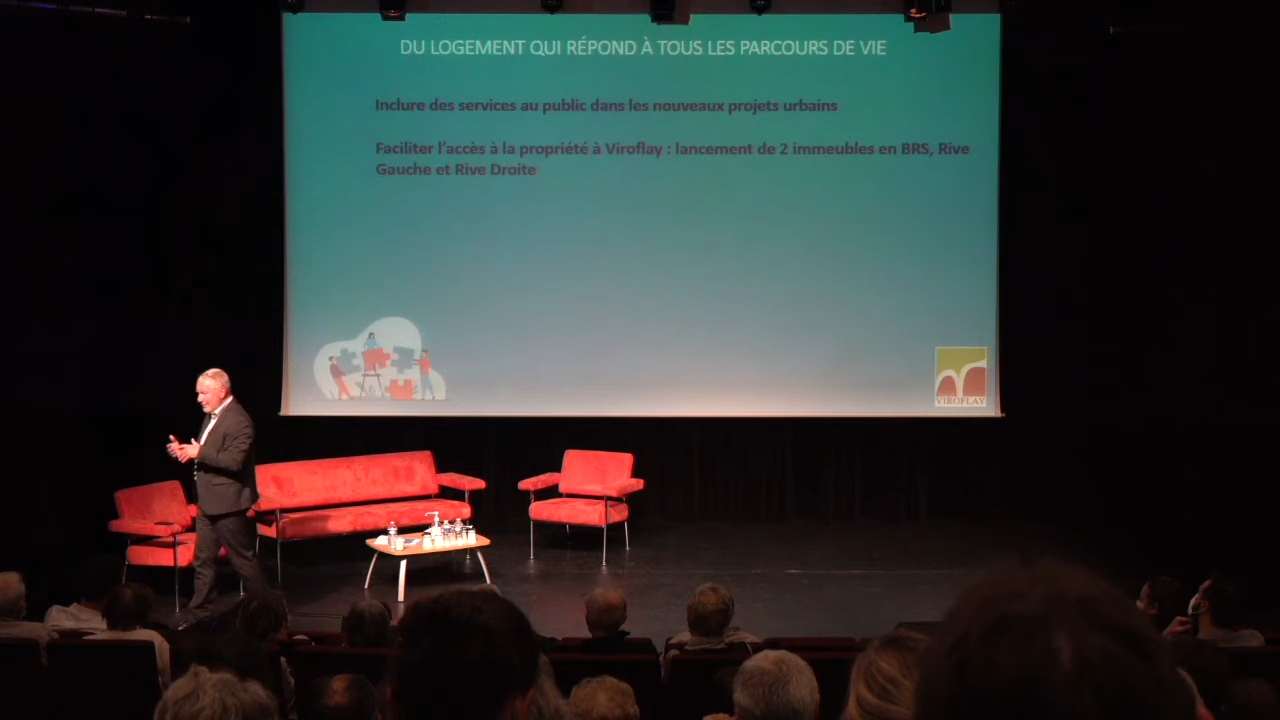 DU LOGEMENT QUI RÉPOND À TOUS LES PARCOURS DE VIE
Inclure des services au public dans les nouveaux projets urbains
Faciliter l'accès à la propriété à Viroflay : lancement de 2 immeubles en BRS, Rive
Gauche et Rive Droite
VIROFLAY